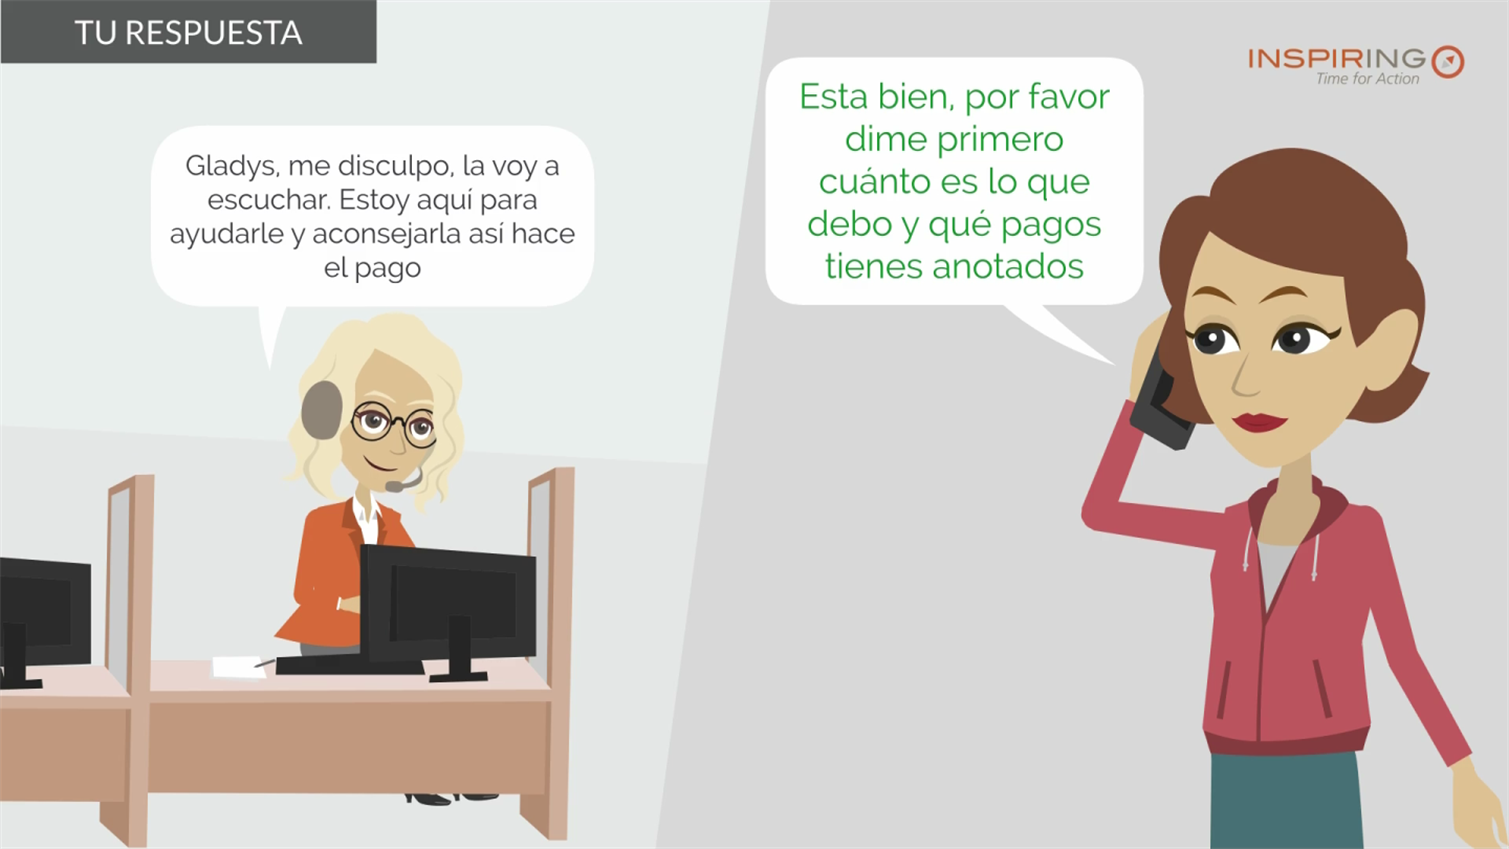 TU RESPUESTA
INSPIRING
Time for Action
Gladys, me disculpo, la voy a
escuchar. Estoy aquí para
ayudarle y aconsejarla así hace
el pago
Esta bien, por favor
dime primero
cuánto es lo que
debo y qué pagos
tienes anotados